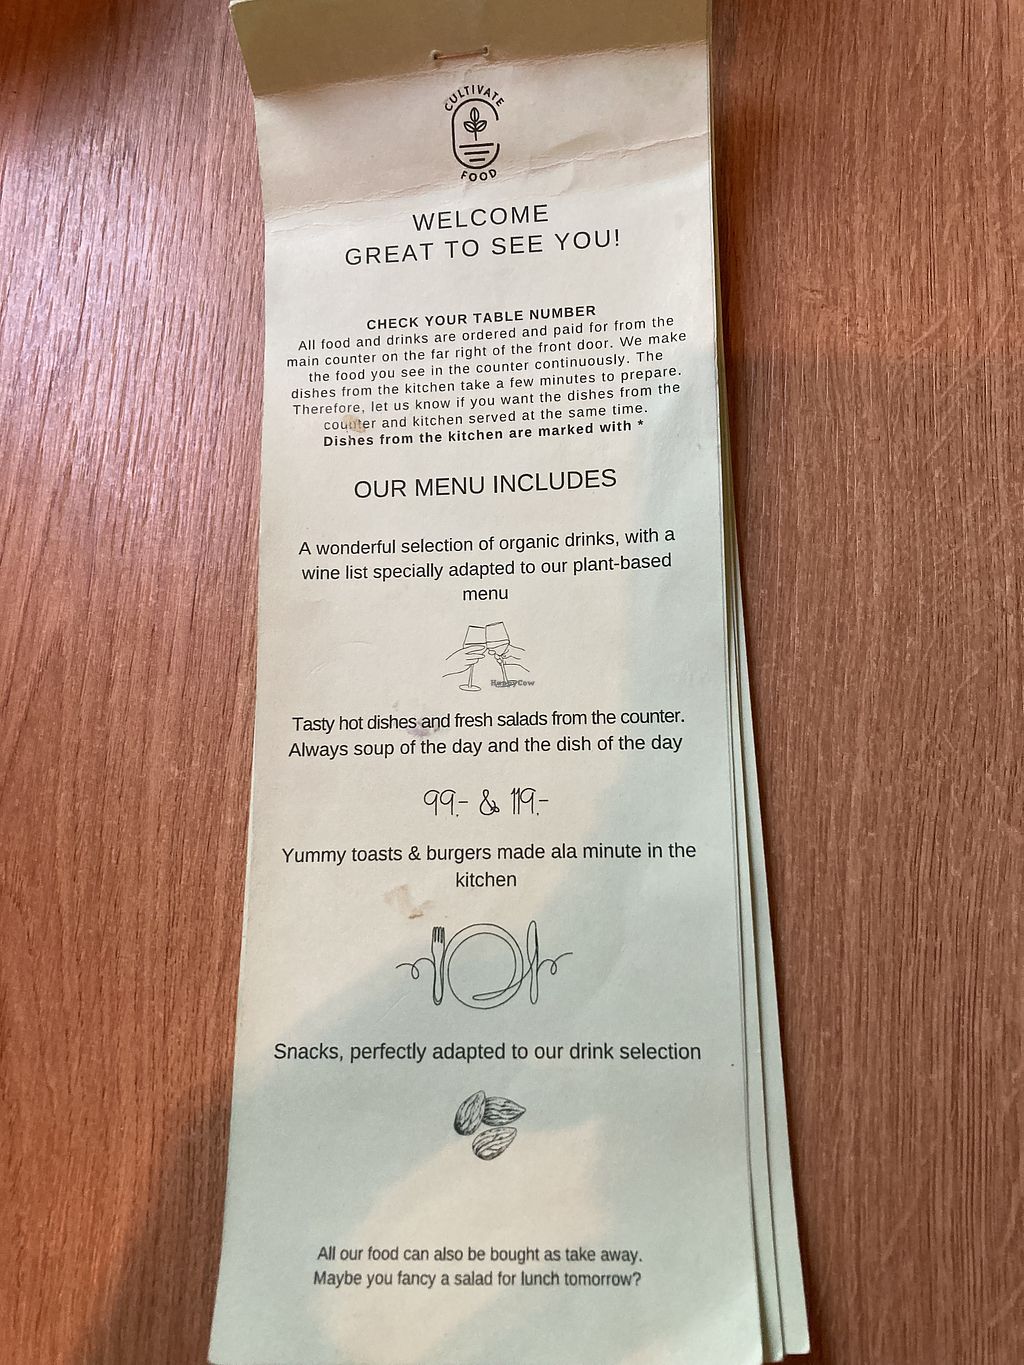 CULTIVATE
FOOD
WELCOME
GREAT TO SEE YOU!
CHECK YOUR TABLE NUMBER
All food and drinks are ordered and paid for from the
main counter on the far right of the front door. We make
the food you see in the counter continuously. The
dishes from the kitchen take a few minutes to prepare.
Therefore, let us know if you want the dishes from the
counter and kitchen served at the same time.
Dishes from the kitchen are marked with *
OUR MENU INCLUDES
A wonderful selection of organic drinks, with a
wine list specially adapted to our plant-based
menu
HappyCow
Tasty hot dishes and fresh salads from the counter.
Always soup of the day and the dish of the day
99.- & 119.-
Yummy toasts & burgers made ala minute in the
kitchen
Snacks, perfectly adapted to our drink selection
All our food can also be bought as take away.
Maybe you fancy a salad for lunch tomorrow?